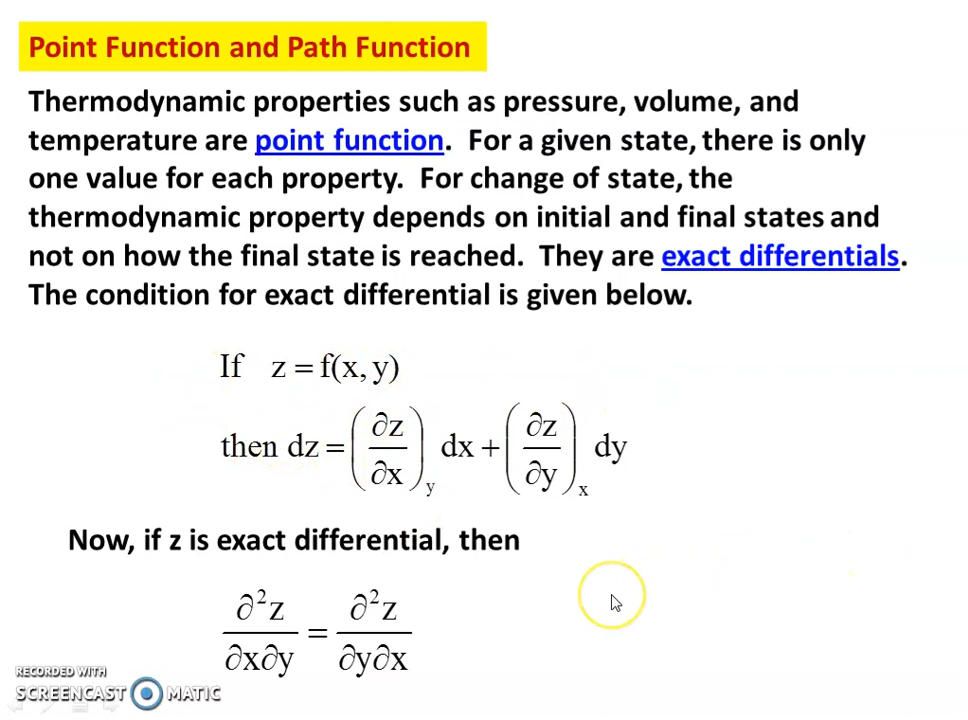 Point Function and Path Function
Thermodynamic properties such as pressure, volume, and
temperature are point function. For a given state, there is only
one value for each property. For change of state, the
thermodynamic property depends on initial and final states and
not on how the final state is reached. They are exact differentials.
The condition for exact differential is given below.
If z = f(x, y)
then dz = (∂z/∂x)_y dx + (∂z/∂y)_x dy
Now, if z is exact differential, then
∂²z/∂x∂y = ∂²z/∂y∂x
RECORDED WITH
SCREENCAST MATIC